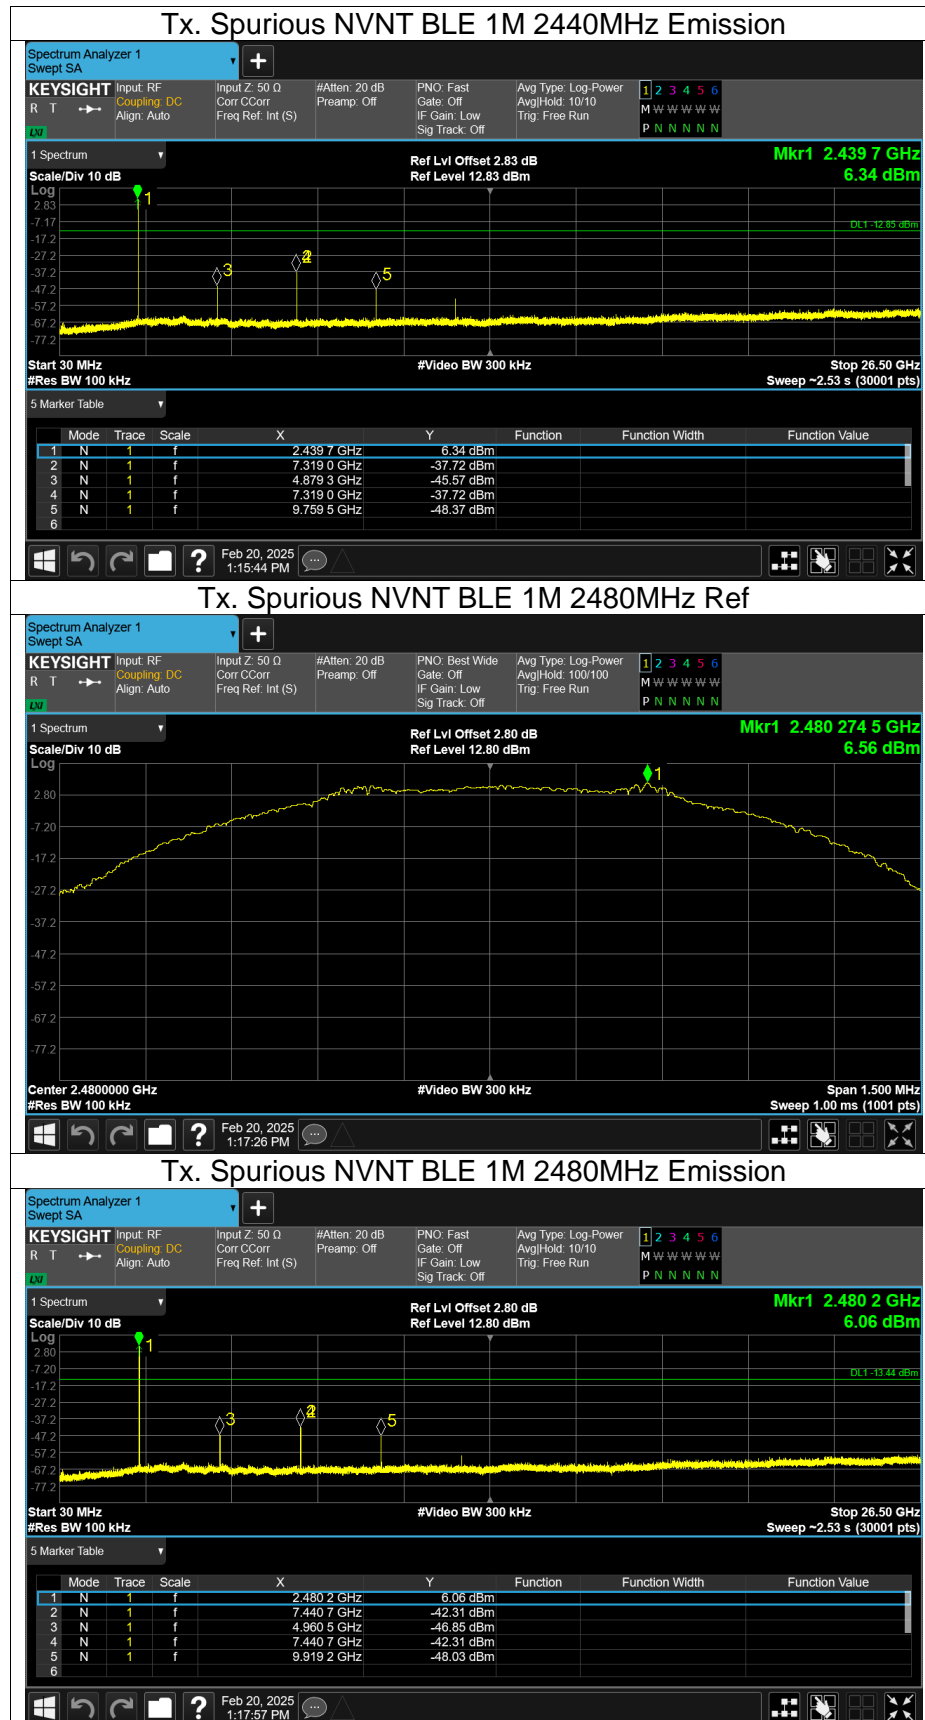 Tx. Spurious NVNT BLE 1M 2440MHz Emission
Spectrum Analyzer 1
Swept SA
+
KEYSIGHT Input: RF Input Z: 50 Ω #Atten: 20 dB PNO: Fast Avg Type: Log-Power 1 2 3 4 5 6
R T Coupling: DC Corr CCorr Preamp: Off Gate: Off Avg|Hold: 10/10 M W W W W W
Align: Auto Freq Ref: Int (S) IF Gain: Low Trig: Free Run
LXI Sig Track: Off P N N N N N
1 Spectrum Ref Lvl Offset 2.83 dB Mkr1 2.439 7 GHz
Scale/Div 10 dB Ref Level 12.83 dBm 6.34 dBm
Log
1
2.83
-7.17
DL1 -12.85 dBm
-17.2
-27.2
-37.2
3
5
-47.2
-57.2
-67.2
-77.2
Start 30 MHz #Video BW 300 kHz Stop 26.50 GHz
#Res BW 100 kHz Sweep ~2.53 s (30001 pts)
5 Marker Table
Mode Trace Scale X Y Function Function Width Function Value
1 N 1 f 2.439 7 GHz 6.34 dBm
2 N 1 f 7.319 0 GHz -37.72 dBm
3 N 1 f 4.879 3 GHz -45.57 dBm
4 N 1 f 7.319 0 GHz -37.72 dBm
5 N 1 f 9.759 5 GHz -48.37 dBm
6
? Feb 20, 2025
1:15:44 PM
Tx. Spurious NVNT BLE 1M 2480MHz Ref
Spectrum Analyzer 1
Swept SA
+
KEYSIGHT Input: RF Input Z: 50 Ω #Atten: 20 dB PNO: Best Wide Avg Type: Log-Power 1 2 3 4 5 6
R T Coupling: DC Corr CCorr Preamp: Off Gate: Off Avg|Hold: 100/100 M W W W W W
Align: Auto Freq Ref: Int (S) IF Gain: Low Trig: Free Run
LXI Sig Track: Off P N N N N N
1 Spectrum Ref Lvl Offset 2.80 dB Mkr1 2.480 274 5 GHz
Scale/Div 10 dB Ref Level 12.80 dBm 6.56 dBm
Log
1
2.80
-7.20
-17.2
-27.2
-37.2
-47.2
-57.2
-67.2
-77.2
Center 2.4800000 GHz #Video BW 300 kHz Span 1.500 MHz
#Res BW 100 kHz Sweep 1.00 ms (1001 pts)
? Feb 20, 2025
1:17:26 PM
Tx. Spurious NVNT BLE 1M 2480MHz Emission
Spectrum Analyzer 1
Swept SA
+
KEYSIGHT Input: RF Input Z: 50 Ω #Atten: 20 dB PNO: Fast Avg Type: Log-Power 1 2 3 4 5 6
R T Coupling: DC Corr CCorr Preamp: Off Gate: Off Avg|Hold: 10/10 M W W W W W
Align: Auto Freq Ref: Int (S) IF Gain: Low Trig: Free Run
LXI Sig Track: Off P N N N N N
1 Spectrum Ref Lvl Offset 2.80 dB Mkr1 2.480 2 GHz
Scale/Div 10 dB Ref Level 12.80 dBm 6.06 dBm
Log
1
2.80
-7.20
DL1 -13.44 dBm
-17.2
-27.2
-37.2
3
5
-47.2
-57.2
-67.2
-77.2
Start 30 MHz #Video BW 300 kHz Stop 26.50 GHz
#Res BW 100 kHz Sweep ~2.53 s (30001 pts)
5 Marker Table
Mode Trace Scale X Y Function Function Width Function Value
1 N 1 f 2.480 2 GHz 6.06 dBm
2 N 1 f 7.440 7 GHz -42.31 dBm
3 N 1 f 4.960 5 GHz -46.85 dBm
4 N 1 f 7.440 7 GHz -42.31 dBm
5 N 1 f 9.919 2 GHz -48.03 dBm
6
? Feb 20, 2025
1:17:57 PM